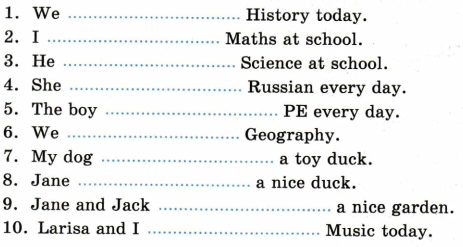 1. We ................................ History today.
2. I ................................ Maths at school.
3. He ................................ Science at school.
4. She ................................ Russian every day.
5. The boy ................................ PE every day.
6. We ................................ Geography.
7. My dog ................................ a toy duck.
8. Jane ................................ a nice duck.
9. Jane and Jack ................................ a nice garden.
10. Larisa and I ................................ Music today.